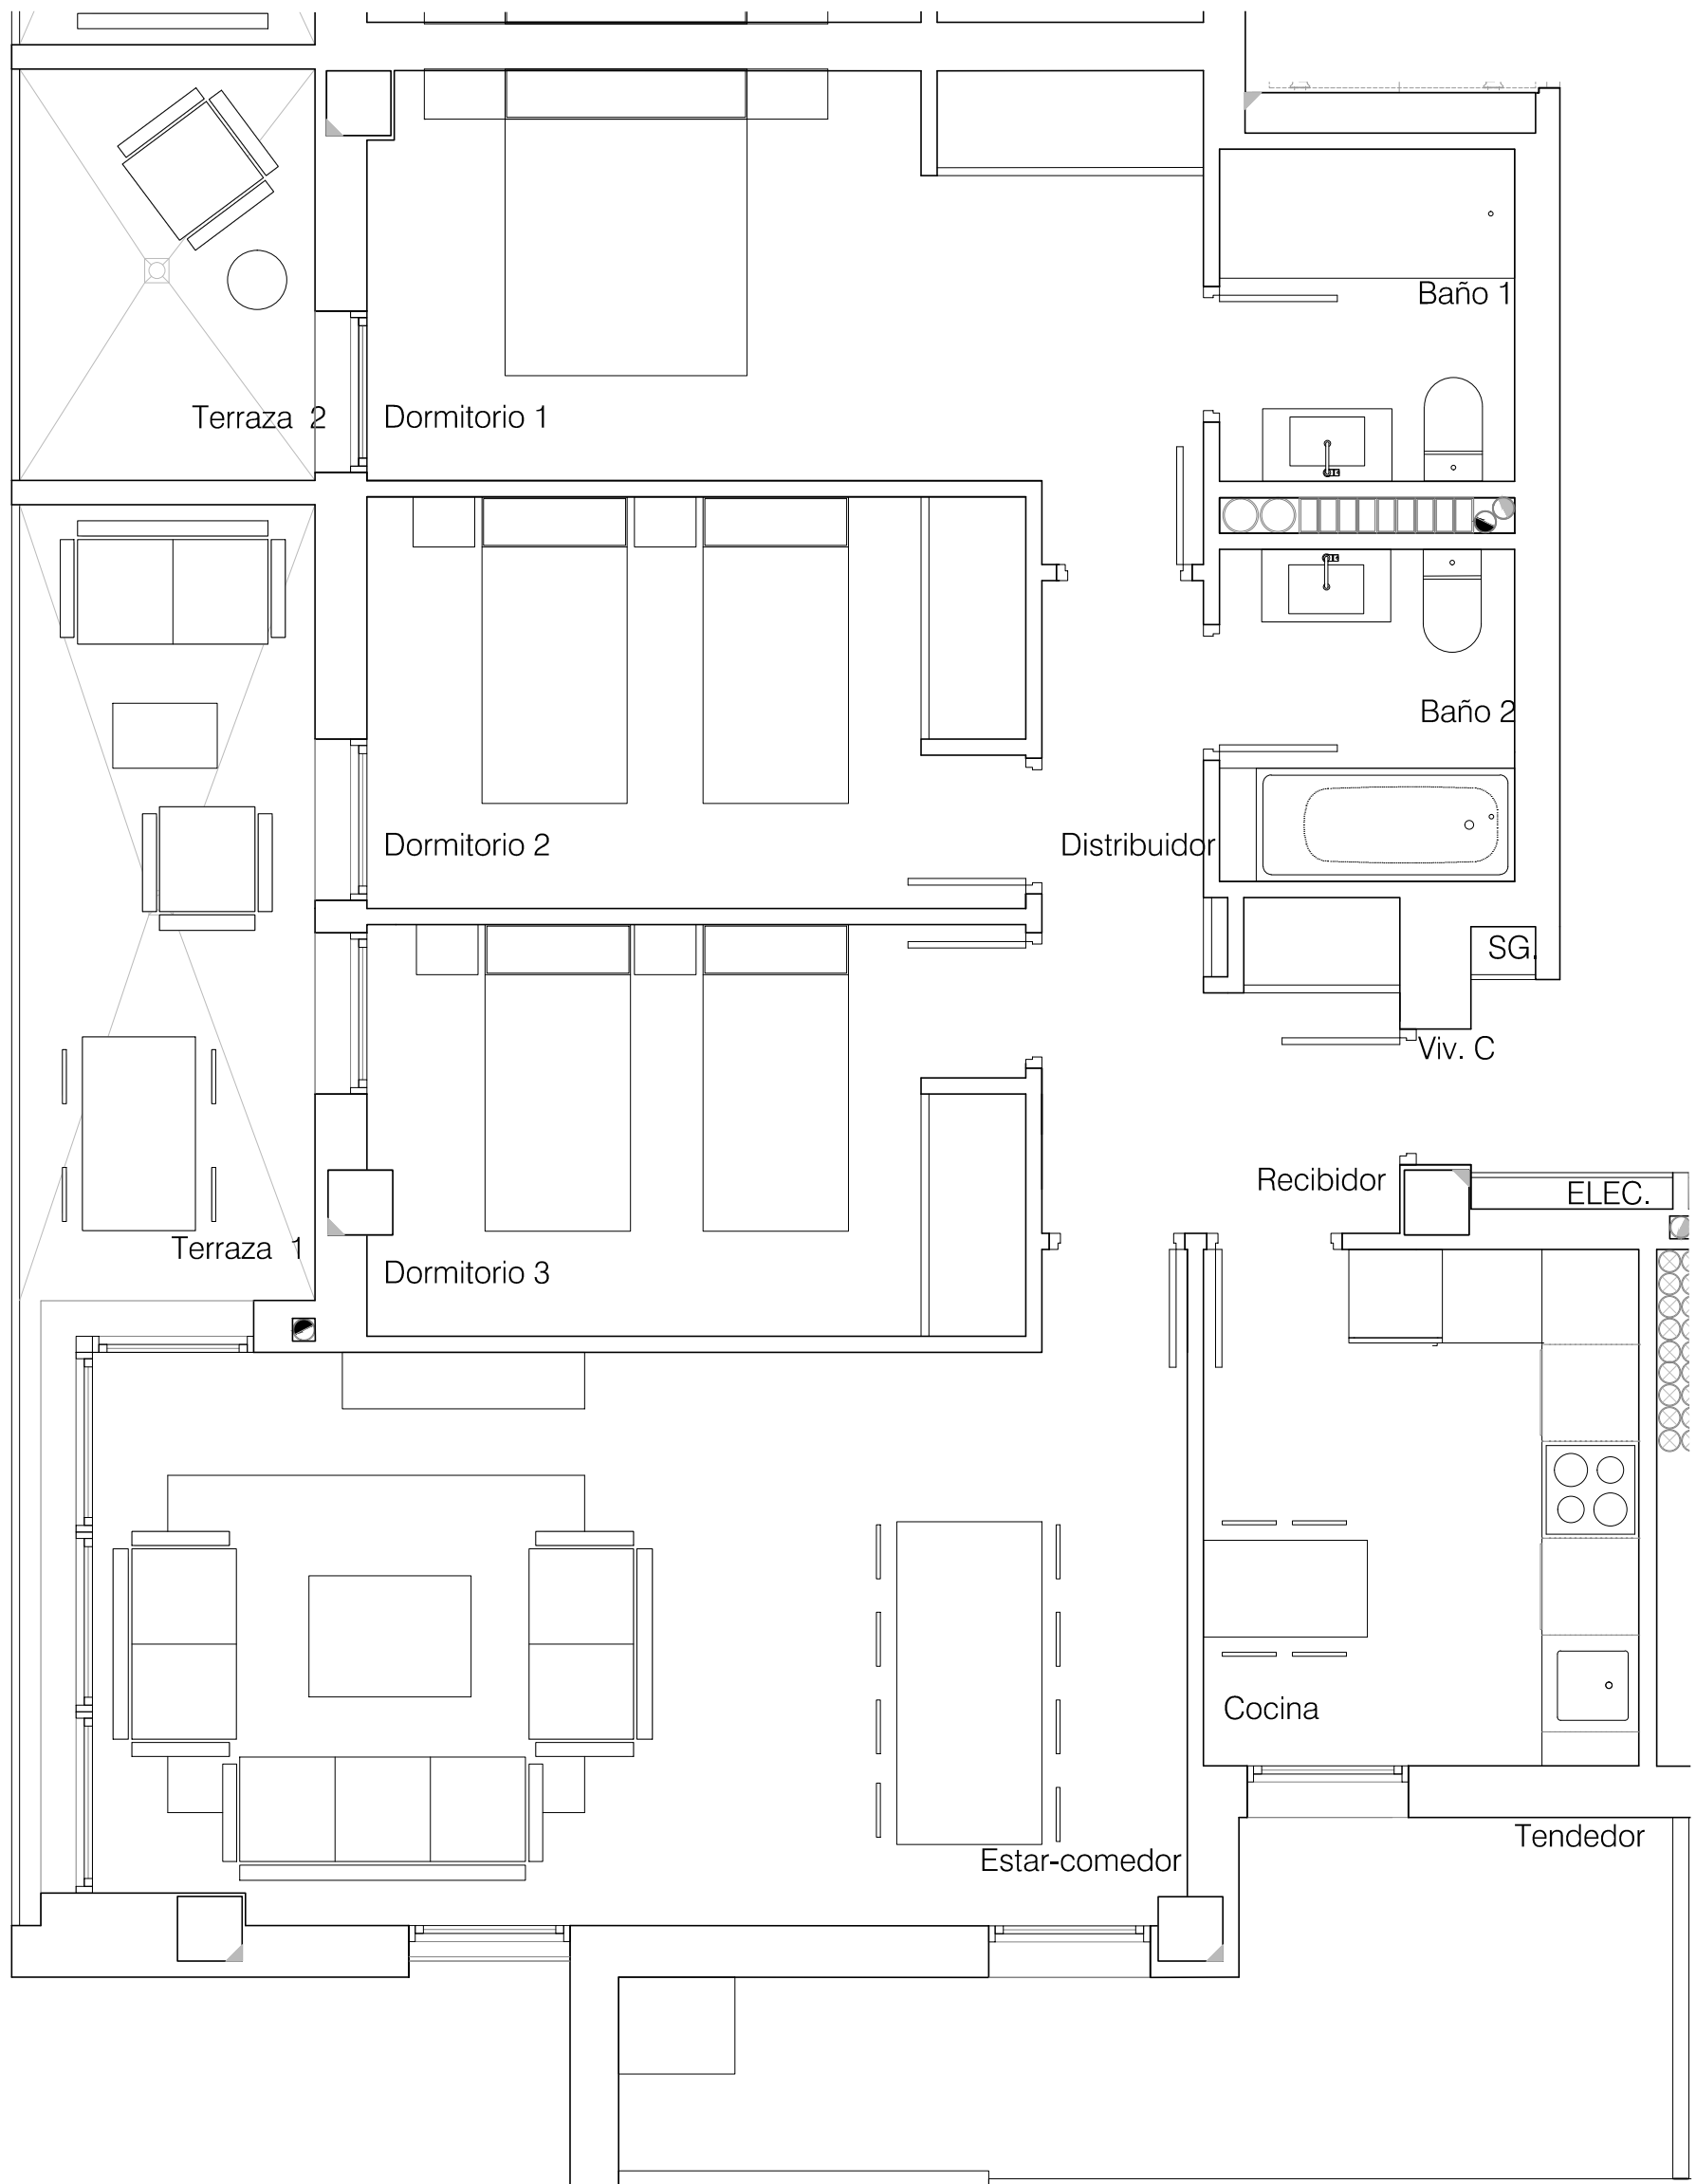 Baño 1
Terraza 2
Dormitorio 1
Baño 2
Dormitorio 2
Distribuidor
SG.
Viv. C
Recibidor
ELEC.
Terraza 1
Dormitorio 3
Cocina
Tendedor
Estar-comedor